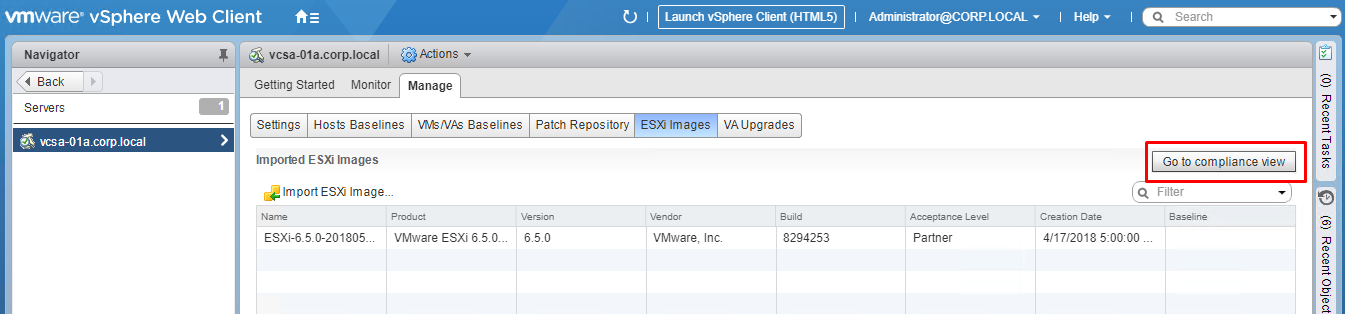 vmware® vSphere Web Client
Launch vSphere Client (HTML5)
Administrator@CORP.LOCAL
Help
Search
Navigator
Back
Servers
1
vcsa-01a.corp.local
vcsa-01a.corp.local
Actions
Getting Started
Monitor
Manage
Settings
Hosts Baselines
VMs/VAs Baselines
Patch Repository
ESXi Images
VA Upgrades
Imported ESXi Images
Go to compliance view
Import ESXi Image...
Filter
Name Product Version Vendor Build Acceptance Level Creation Date Baseline
ESXi-6.5.0-201805... VMware ESXi 6.5.0... 6.5.0 VMware, Inc. 8294253 Partner 4/17/2018 5:00:00 ...
(0) Recent Tasks
(6) Recent Object